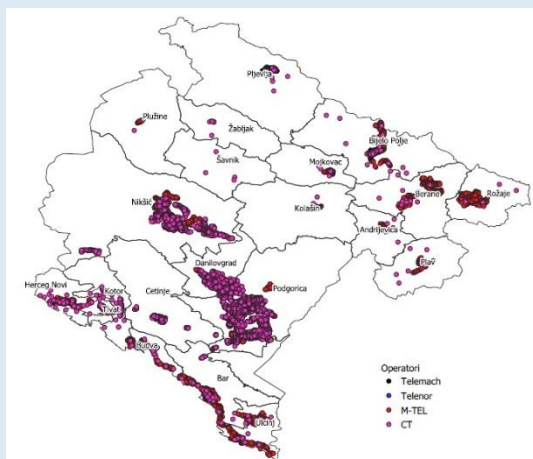 Pljevlja
Plužine
Žabljak
Bijelo Polje
Šavnik
Mojkovac
Berane
Rožaje
Nikšić
Kolašin
Andrijevica
Plav
Danilovgrad
Herceg Novi
Kotor
Cetinje
Podgorica
Tivat
Budva
Bar
Ulcinj
Operatori
Telemach
Telenor
M-TEL
CT